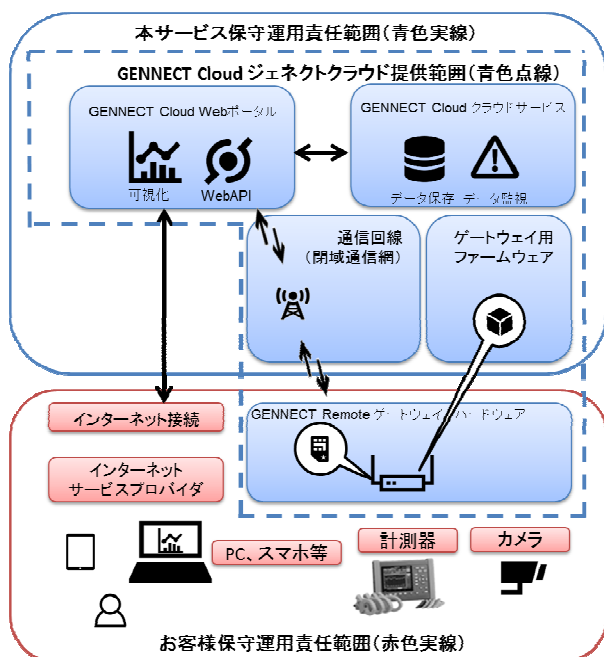 本サービス保守運用責任範囲(青色実線)
GENNECT Cloud ジェネクトクラウド提供範囲(青色点線)
GENNECT Cloud Webポータル
可視化
WebAPI
GENNECT Cloud クラウドサービス
データ保存
データ監視
通信回線
(閉域通信網)
ゲートウェイ用
ファームウェア
インターネット接続
GENNECT Remote ゲートウェイ ハードウェア
インターネット
サービスプロバイダ
PC、スマホ等
計測器
カメラ
お客様保守運用責任範囲(赤色実線)